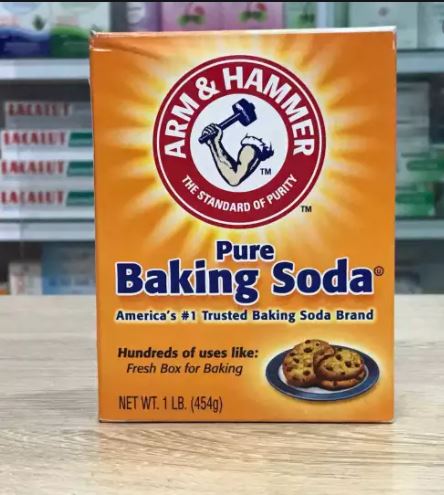 ARM & HAMMER
TM
THE STANDARD OF PURITY
TM
Pure
Baking Soda®
America's #1 Trusted Baking Soda Brand
Hundreds of uses like:
Fresh Box for Baking
NET WT. 1 LB. (454g)
LACALUT
LACALUT
LACALUT
LACALUT